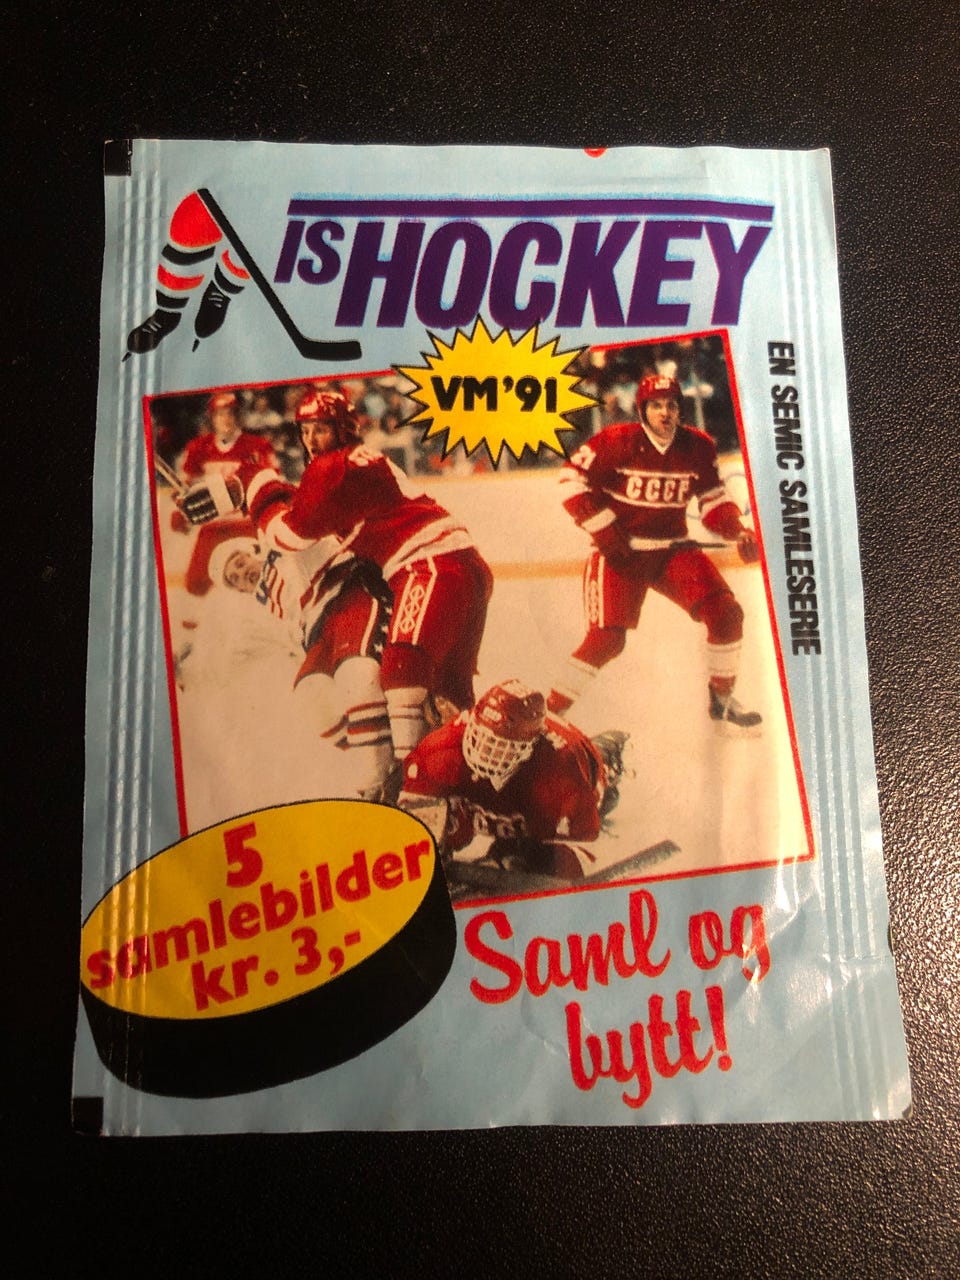 IS HOCKEY
VM '91
EN SEMIC SAMLESERIE
CCCP
5
samlebilder
kr. 3,-
Saml og
bytt!